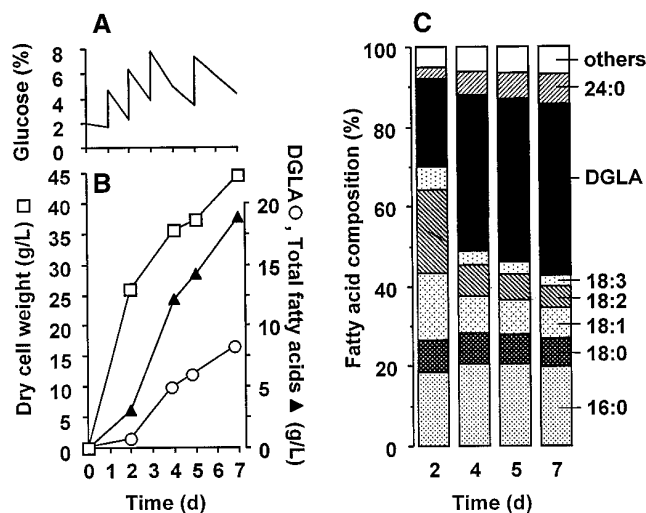 A
Glucose (%)
8
6
4
2
0
B
Dry cell weight (g/L) □
45
40
35
30
25
20
15
10
5
0
DGLA ○, Total fatty acids ▲ (g/L)
20
15
10
5
0
0 1 2 3 4 5 6 7
Time (d)
C
Fatty acid composition (%)
100
80
60
40
20
0
others
24:0
DGLA
18:3
18:2
18:1
18:0
16:0
2 4 5 7
Time (d)